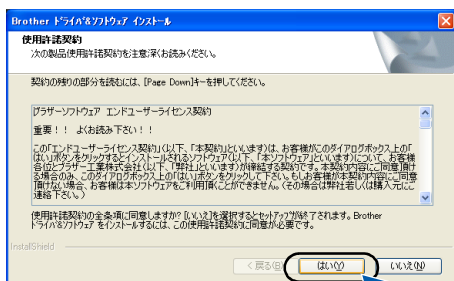 Brother ﾄﾞﾗｲﾊﾞ&ｿﾌﾄｳｪｱ ｲﾝｽﾄｰﾙ
使用許諾契約
次の製品使用許諾契約を注意深くお読みください。
契約の残りの部分を読むには、[Page Down]キーを押してください。
ブラザーソフトウェア エンドユーザーライセンス契約
重要！！ よくお読み下さい！！
この「エンドユーザーライセンス契約」(以下、「本契約」といいます)は、お客様がこのダイアログボックス上の「
はい」ボタンをクリックするとインストールされるソフトウェア(以下、「本ソフトウェア」といいます)について、お客様
各位とブラザー工業株式会社(以下、「弊社」といいます)が締結する契約です。本契約内容にご同意頂け
る場合のみ、このダイアログボックス上の「はい」ボタンをクリックして下さい。もしお客様が本契約内容にご同意
頂けない場合、お客様は本ソフトウェアをご利用頂くことができません。(その場合は弊社若しくは購入元にご
連絡下さい。)
使用許諾契約の全条項に同意しますか? [いいえ]を選択するとセットアップが終了されます。Brother
ﾄﾞﾗｲﾊﾞ&ｿﾌﾄｳｪｱ をインストールするには、この使用許諾契約に同意が必要です。
InstallShield
< 戻る(B)
はい(Y)
いいえ(N)